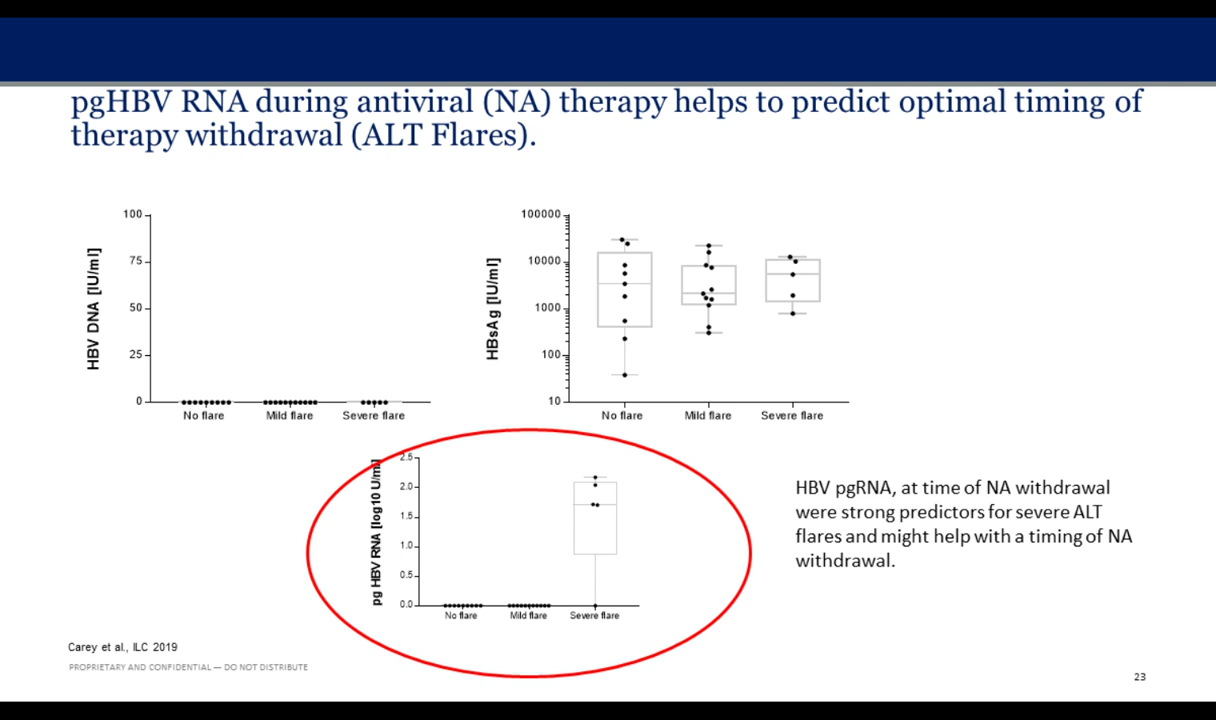 pgHBV RNA during antiviral (NA) therapy helps to predict optimal timing of
therapy withdrawal (ALT Flares).
HBV DNA [IU/ml]
100
75
50
25
0
No flare Mild flare Severe flare
HBsAg [IU/ml]
100000
10000
1000
100
10
No flare Mild flare Severe flare
pg HBV RNA [log10 U/ml]
2.5
2.0
1.5
1.0
0.5
0.0
No flare Mild flare Severe flare
HBV pgRNA, at time of NA withdrawal
were strong predictors for severe ALT
flares and might help with a timing of NA
withdrawal.
Carey et al., ILC 2019
PROPRIETARY AND CONFIDENTIAL — DO NOT DISTRIBUTE
23